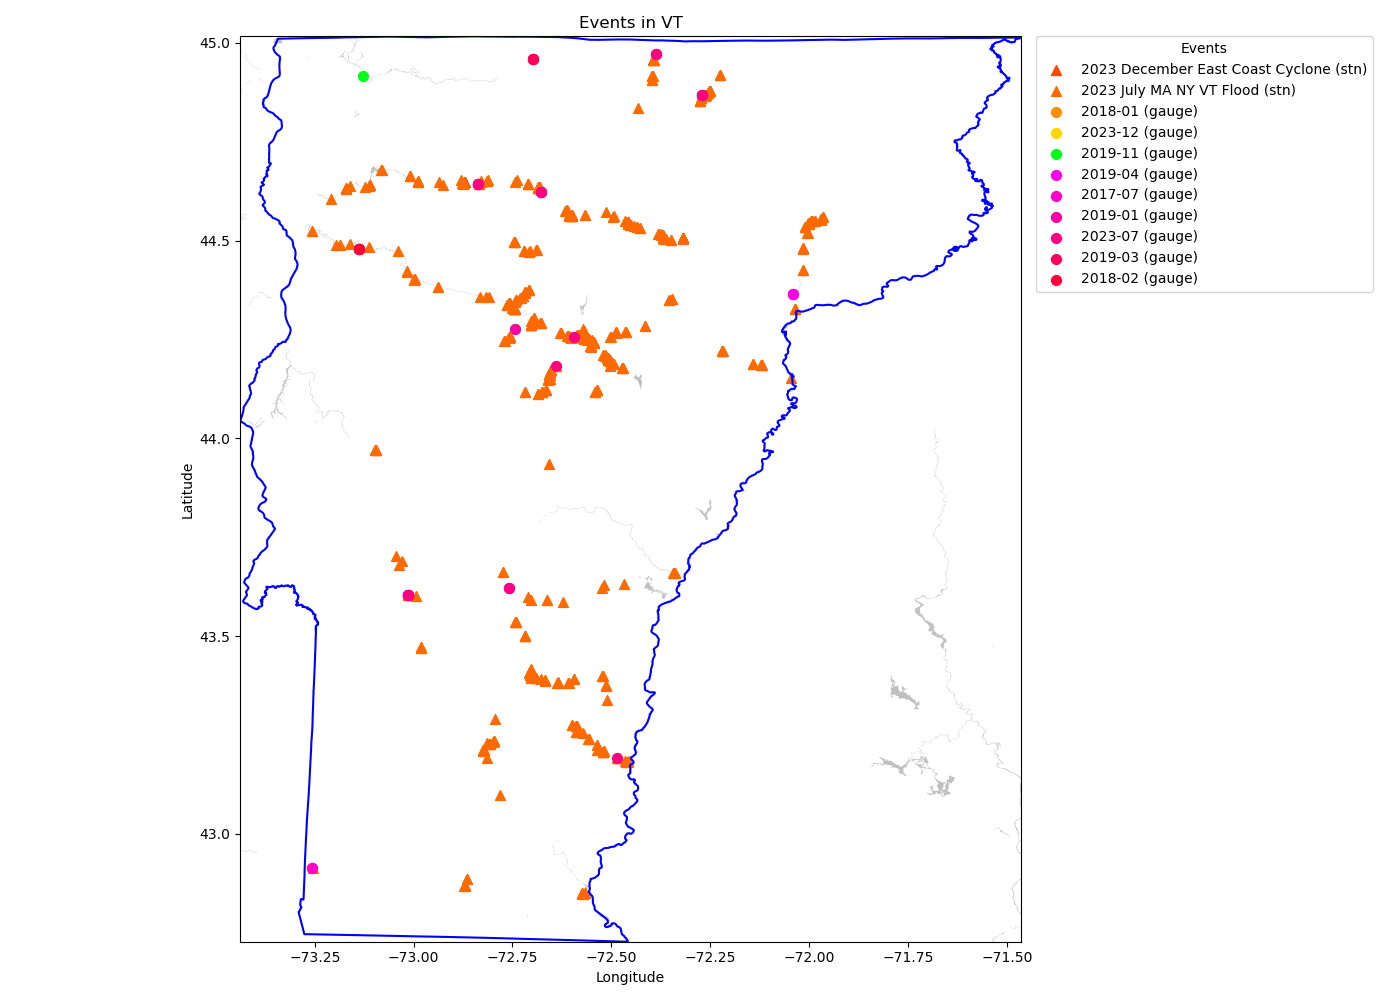 Events in VT
Events
2023 December East Coast Cyclone (stn)
2023 July MA NY VT Flood (stn)
2018-01 (gauge)
2023-12 (gauge)
2019-11 (gauge)
2019-04 (gauge)
2017-07 (gauge)
2019-01 (gauge)
2023-07 (gauge)
2019-03 (gauge)
2018-02 (gauge)
45.0
44.5
44.0
43.5
43.0
Latitude
−73.25 −73.00 −72.75 −72.50 −72.25 −72.00 −71.75 −71.50
Longitude